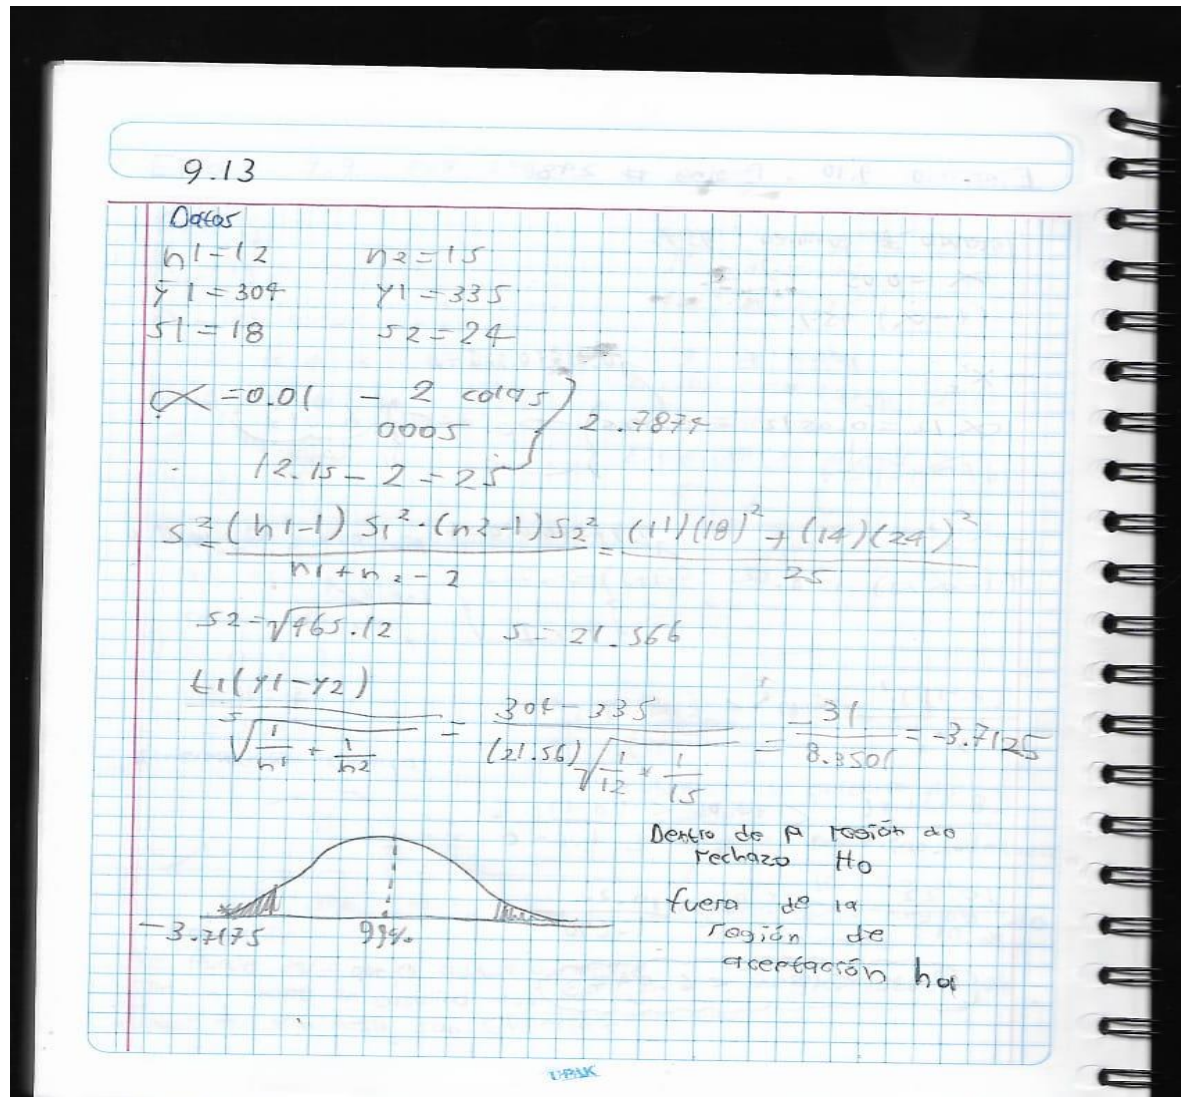 9.13
Datos
n1=12 n2=15
ȳ1=304 y1=335
s1=18 s2=24
α=0.01 - 2 colas
0005 } 2.7874
12.15-2=25
s²=(n1-1) s₁²·(n2-1) s₂² / n1+n2-2 = (11)(18)²+(14)(24)² / 25
s2=√465.12 s=21.566
t1(y1-y2) / s√1/n1+1/n2 = 304-335 / (21.56)√1/12+1/15 = -31 / 8.3501 = -3.7125
Dentro de la región de
rechazo Ho
fuera de la
región de
aceptación ha
-3.7175 99%
UPAK